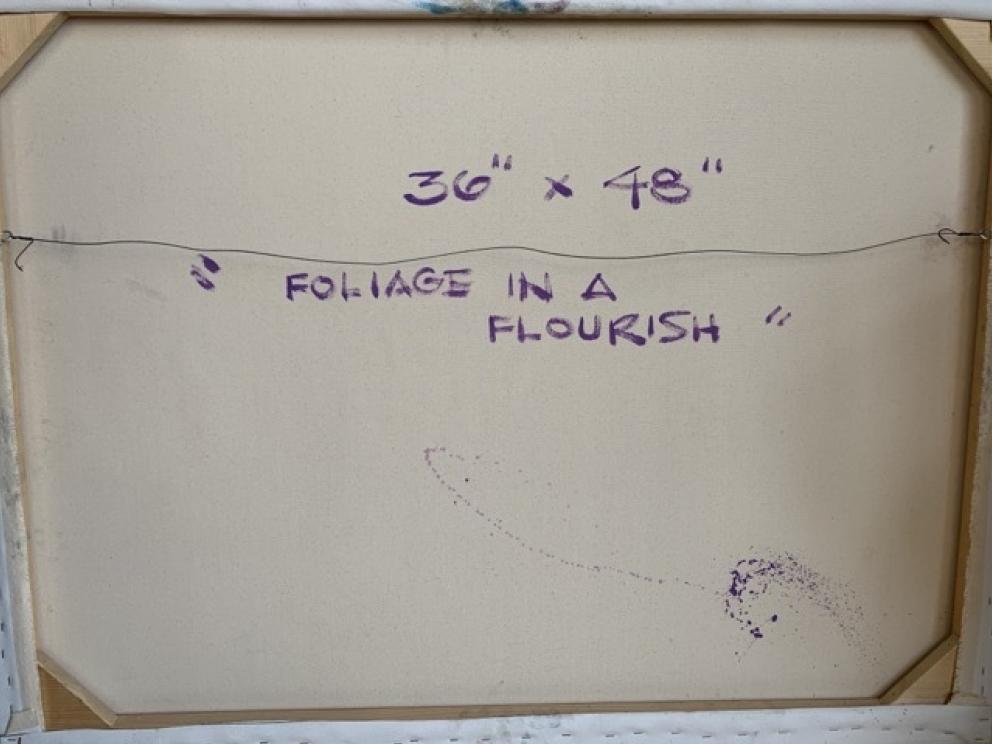 36" x 48"
" FOLIAGE IN A
FLOURISH "